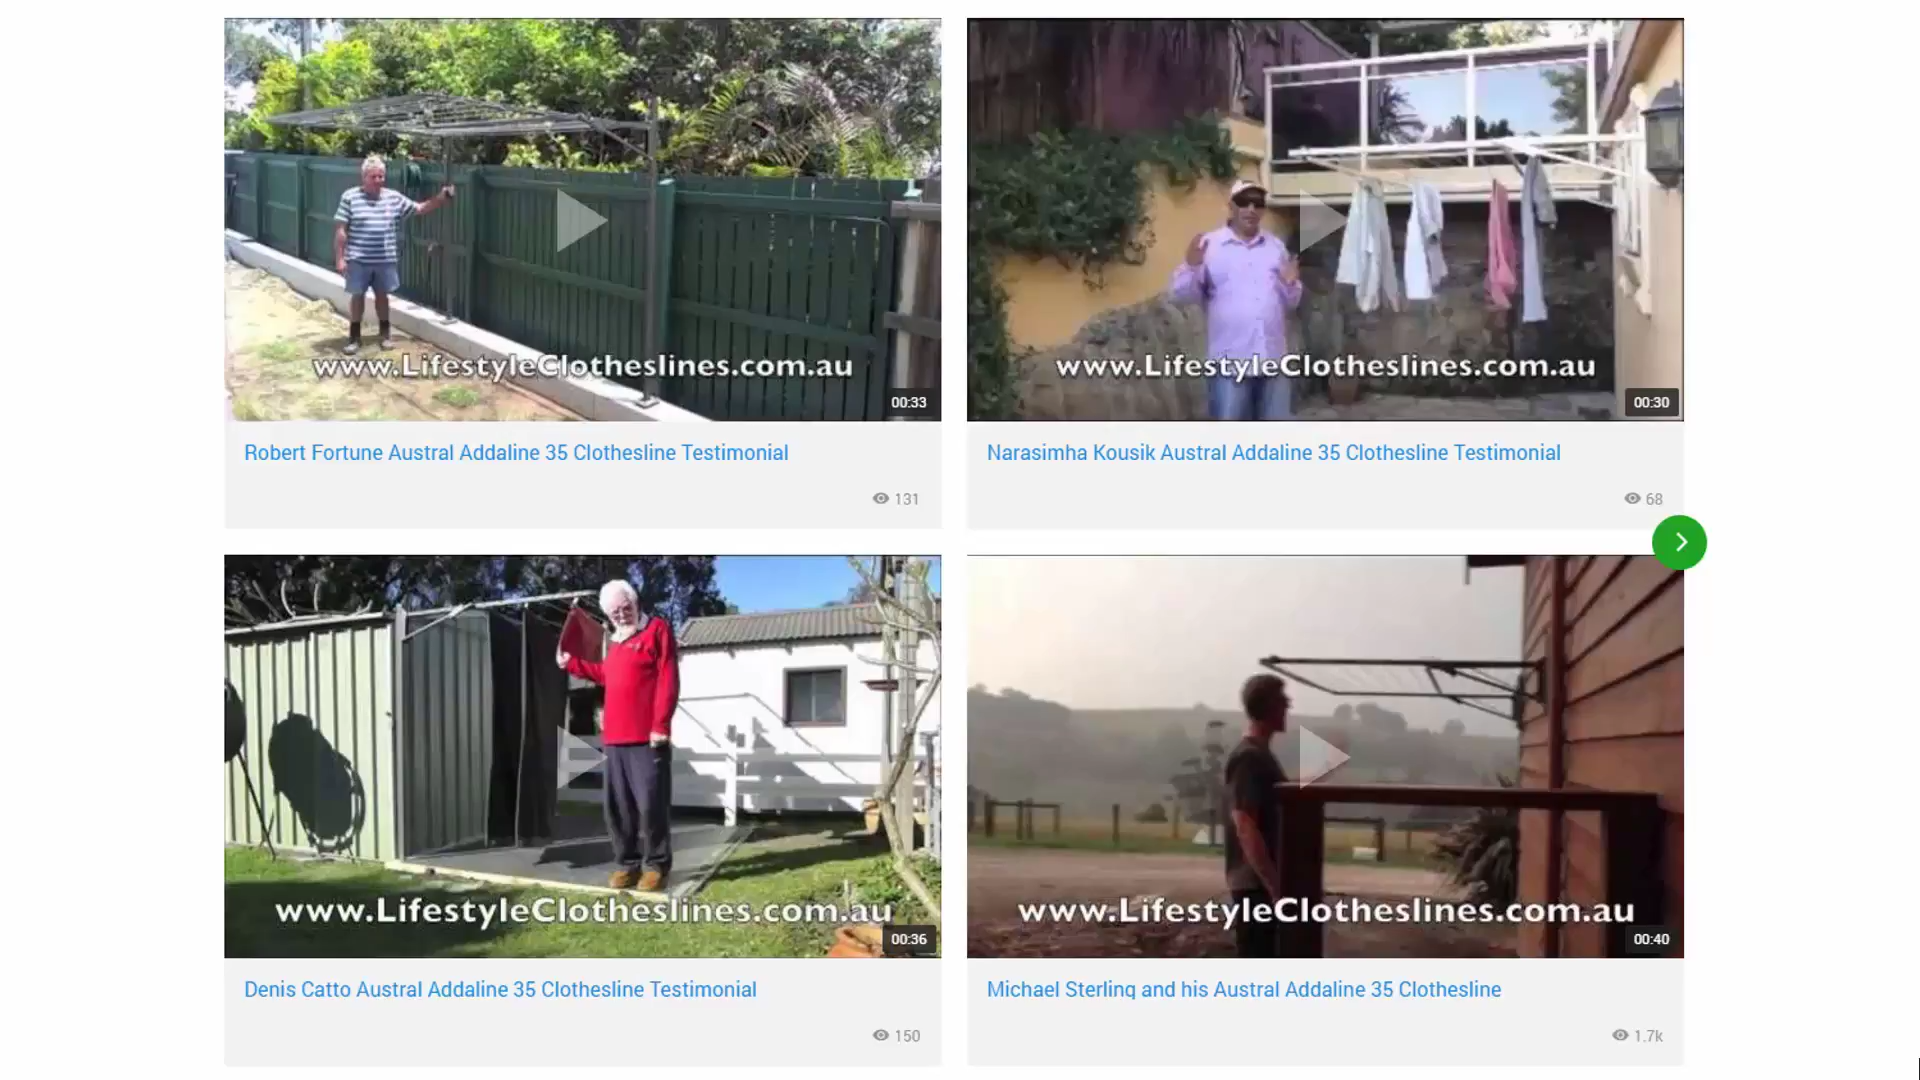 www.LifestyleClotheslines.com.au
00:33
Robert Fortune Austral Addaline 35 Clothesline Testimonial
131
www.LifestyleClotheslines.com.au
00:30
Narasimha Kousik Austral Addaline 35 Clothesline Testimonial
68
www.LifestyleClotheslines.com.au
00:36
Denis Catto Austral Addaline 35 Clothesline Testimonial
150
www.LifestyleClotheslines.com.au
00:40
Michael Sterling and his Austral Addaline 35 Clothesline
1.7k